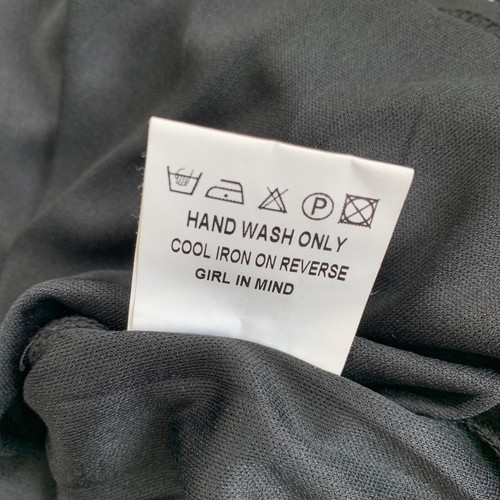 P
HAND WASH ONLY
COOL IRON ON REVERSE
GIRL IN MIND